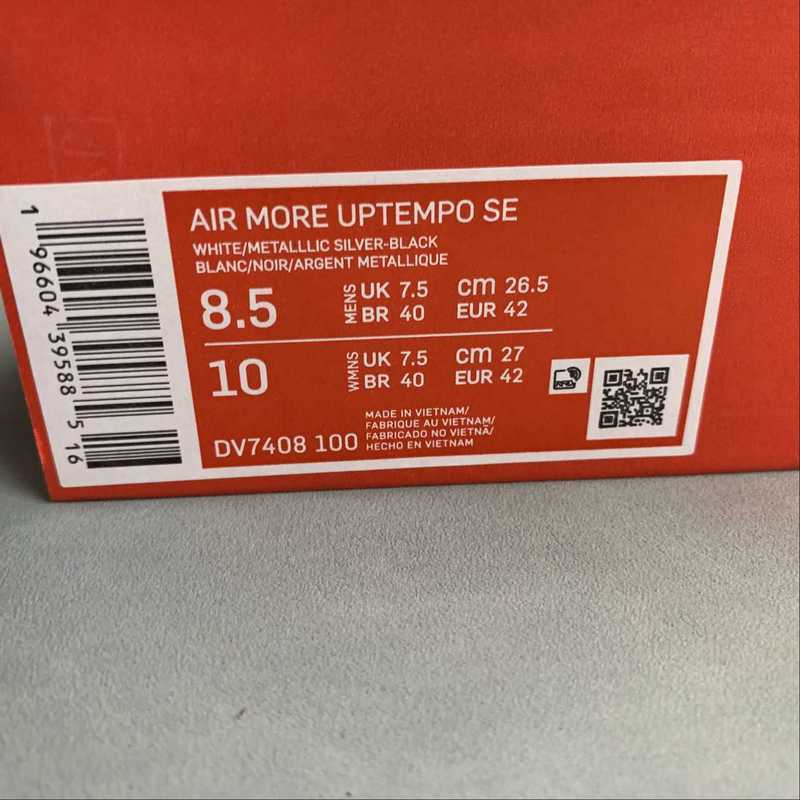 AIR MORE UPTEMPO SE
WHITE/METALLLIC SILVER-BLACK
BLANC/NOIR/ARGENT METALLIQUE
8.5 MENS UK 7.5 cm 26.5
BR 40 EUR 42
10 WMNS UK 7.5 cm 27
BR 40 EUR 42
DV7408 100
MADE IN VIETNAM/
FABRIQUE AU VIETNAM/
FABRICADO NO VIETNÃ/
HECHO EN VIETNAM
1 96604 39588 5 16